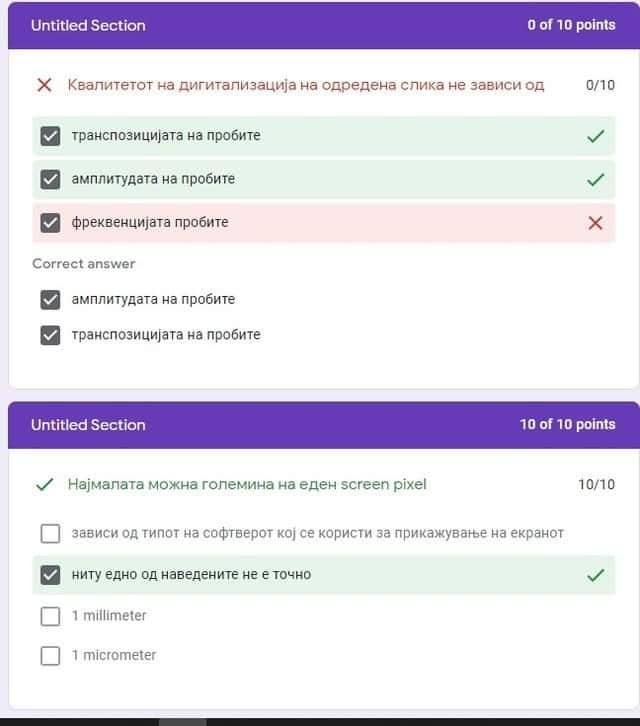 Untitled Section
0 of 10 points
Квалитетот на дигитализација на одредена слика не зависи од
0/10
транспозицијата на пробите
амплитудата на пробите
фреквенцијата пробите
Correct answer
амплитудата на пробите
транспозицијата на пробите
Untitled Section
10 of 10 points
Најмалата можна големина на еден screen pixel
10/10
зависи од типот на софтверот кој се користи за прикажување на екранот
ниту едно од наведените не е точно
1 millimeter
1 micrometer